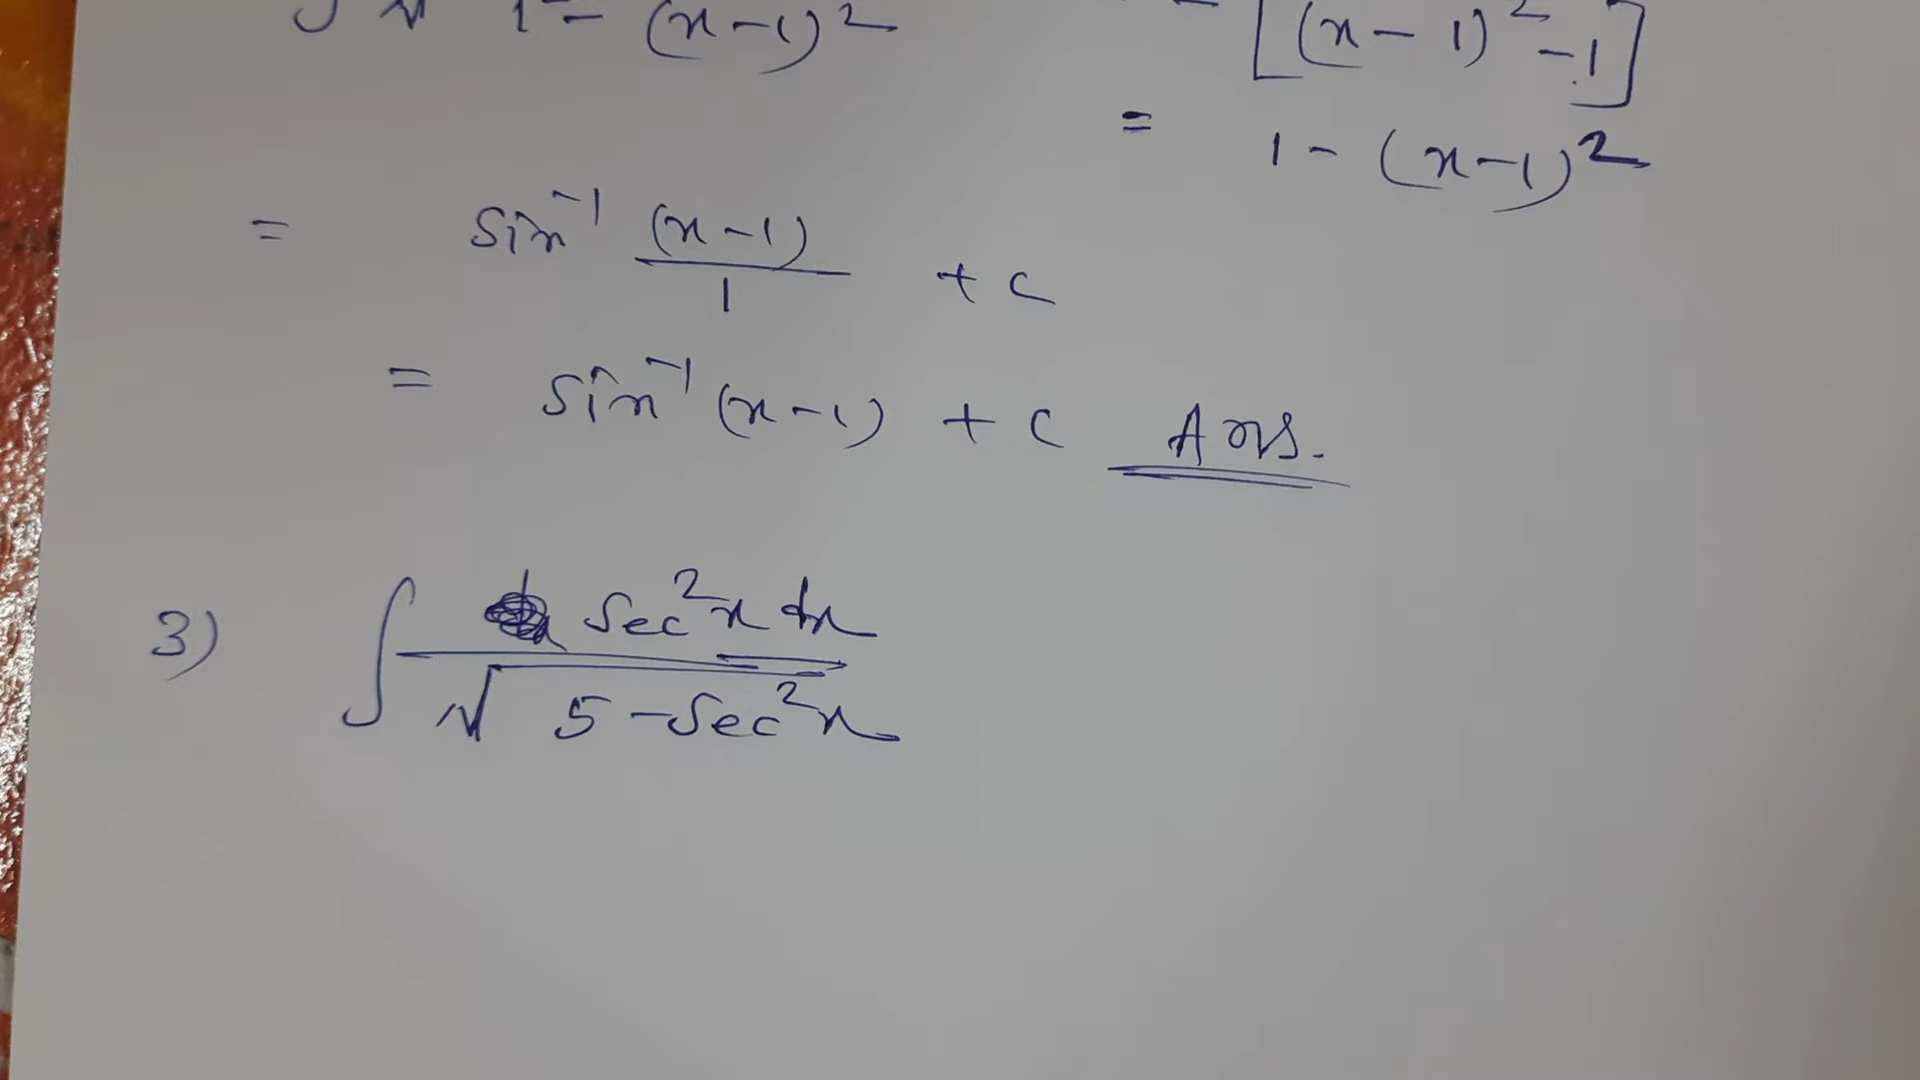 1 - (x-1)²
[(x-1)² -1]
= 1 - (x-1)²
= Sin⁻¹ (x-1)/1 + c
= Sin⁻¹ (x-1) + c Ans.
3) ∫ Sec²x dx / √5 - Sec²x